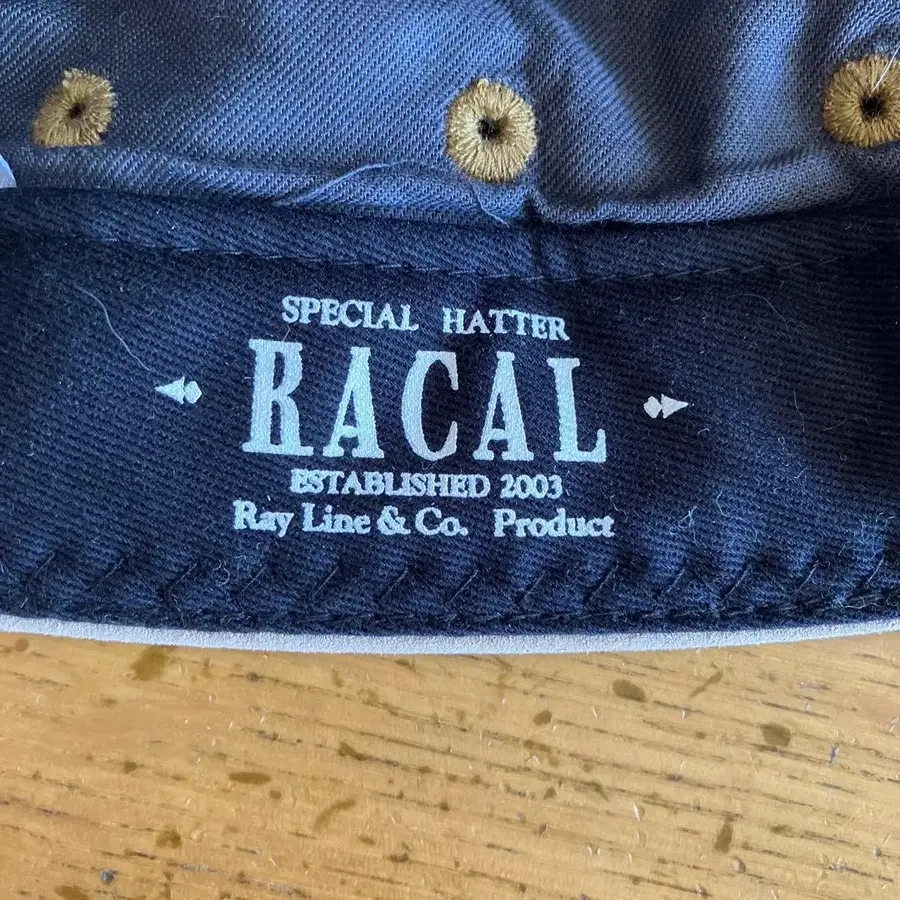 SPECIAL HATTER
RACAL
ESTABLISHED 2003
Ray Line & Co. Product